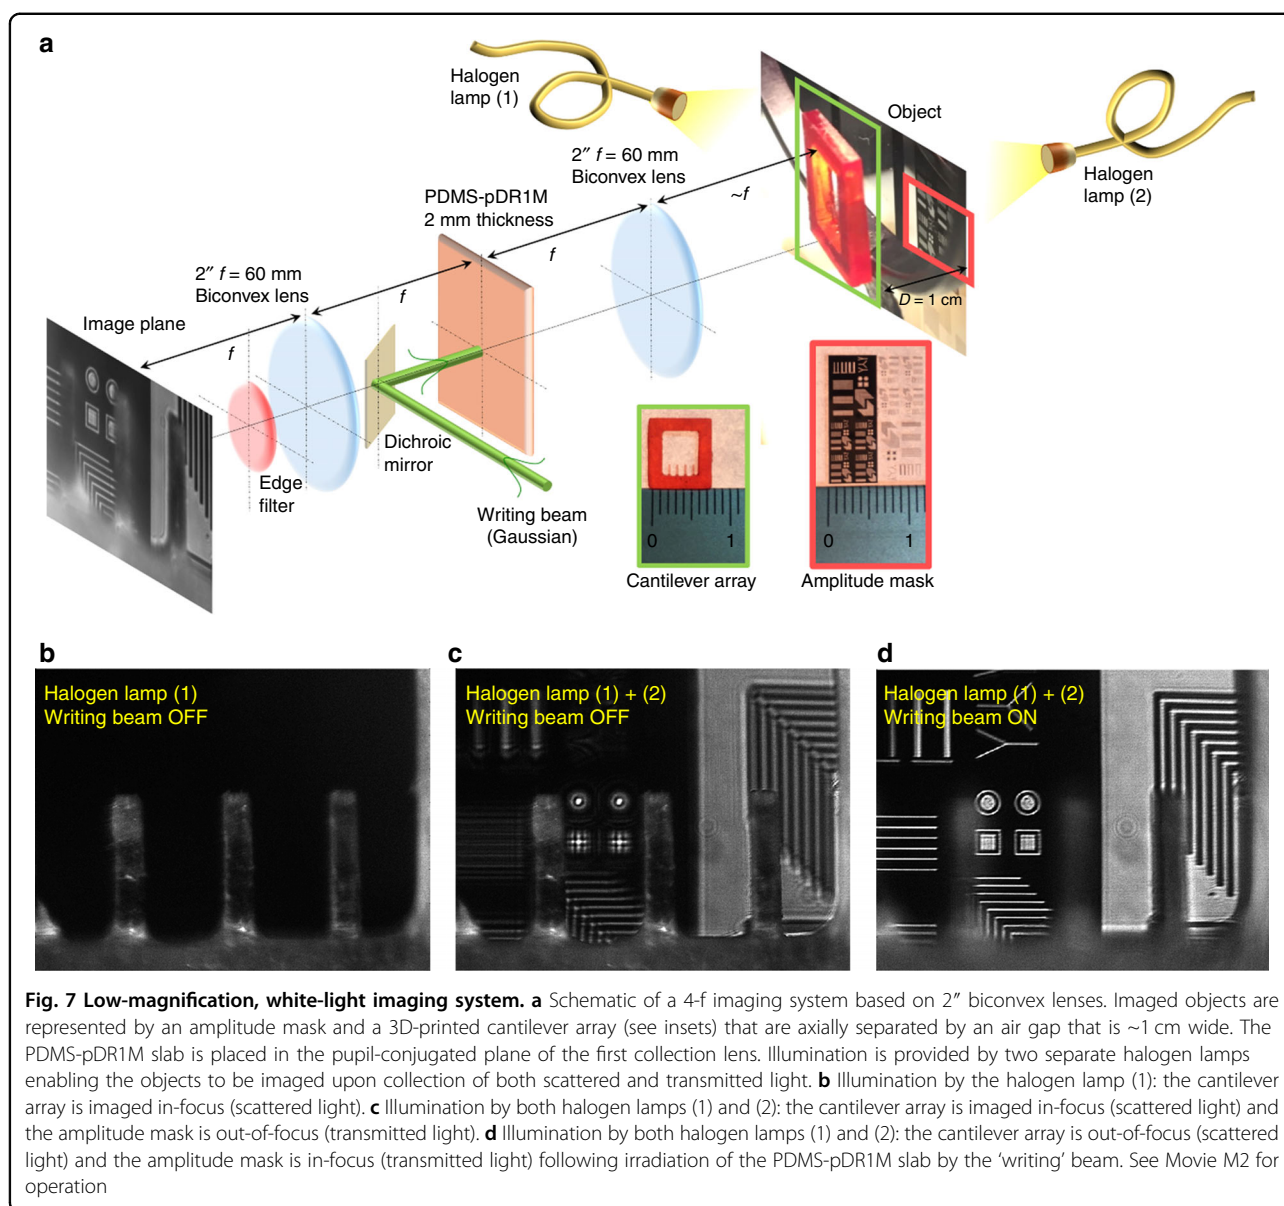 a
Halogen
lamp (1)
Object
2″ f = 60 mm
Biconvex lens
Halogen
lamp (2)
PDMS-pDR1M
2 mm thickness
~f
f
2″ f = 60 mm
Biconvex lens
f
D = 1 cm
Image plane
f
Dichroic
mirror
Edge
filter
Writing beam
(Gaussian)
0 1
0 1
Cantilever array
Amplitude mask
b
Halogen lamp (1)
Writing beam OFF
c
Halogen lamp (1) + (2)
Writing beam OFF
d
Halogen lamp (1) + (2)
Writing beam ON
Fig. 7 Low-magnification, white-light imaging system. a Schematic of a 4-f imaging system based on 2″ biconvex lenses. Imaged objects are
represented by an amplitude mask and a 3D-printed cantilever array (see insets) that are axially separated by an air gap that is ~1 cm wide. The
PDMS-pDR1M slab is placed in the pupil-conjugated plane of the first collection lens. Illumination is provided by two separate halogen lamps
enabling the objects to be imaged upon collection of both scattered and transmitted light. b Illumination by the halogen lamp (1): the cantilever
array is imaged in-focus (scattered light). c Illumination by both halogen lamps (1) and (2): the cantilever array is imaged in-focus (scattered light) and
the amplitude mask is out-of-focus (transmitted light). d Illumination by both halogen lamps (1) and (2): the cantilever array is out-of-focus (scattered
light) and the amplitude mask is in-focus (transmitted light) following irradiation of the PDMS-pDR1M slab by the ‘writing’ beam. See Movie M2 for
operation